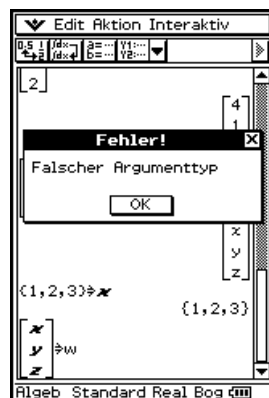 Edit Aktion Interaktiv
[2]
4
1
Fehler!
Falscher Argumenttyp
OK
x
y
z
{1,2,3}⇒x
{1,2,3}
x
y ⇒w
z
Algeb Standard Real Bog